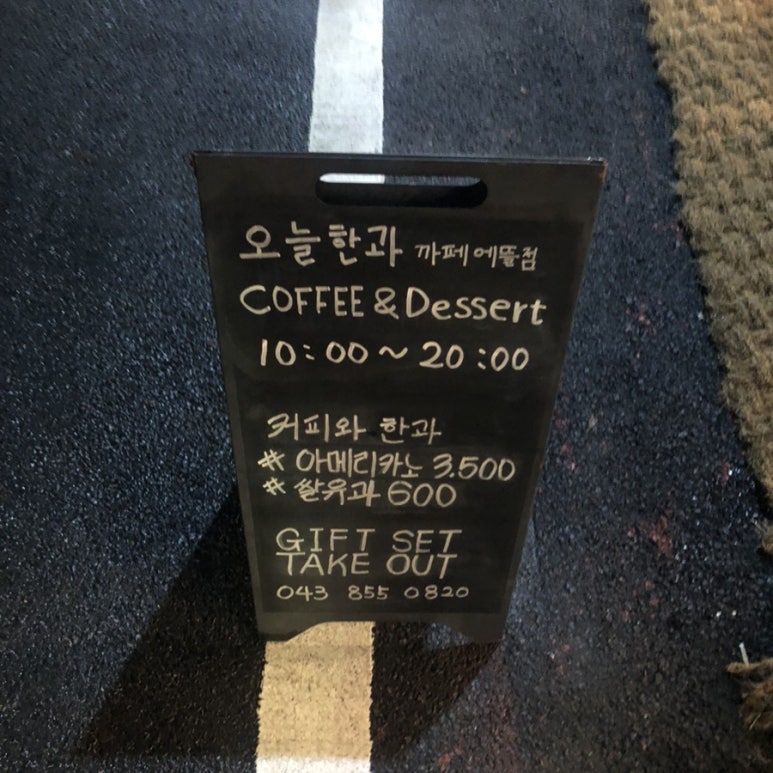 오늘한과 까페에뜰점
COFFEE & Dessert
10:00~20:00
커피와 한과
# 아메리카노 3,500
# 쌀유과 600
GIFT SET
TAKE OUT
043 855 0820